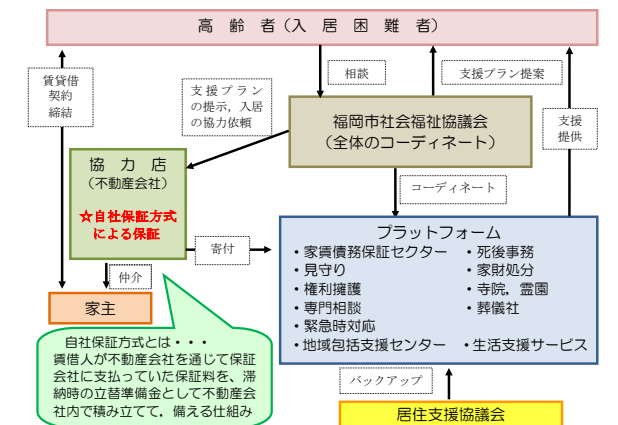 高 齢 者（入 居 困 難 者）
賃貸借
契約
締結
相談
支援プラン提案
支 援 プ ラ ン
の提示，入居
の協力依頼
福岡市社会福祉協議会
（全体のコーディネート）
支援
提供
協 力 店
（不動産会社）
☆自社保証方式
による保証
コーディネート
寄付
仲介
家主
プラットフォーム
・家賃債務保証セクター ・死後事務
・見守り ・家財処分
・権利擁護 ・寺院，霊園
・専門相談 ・葬儀社
・緊急時対応
・地域包括支援センター ・生活支援サービス
自社保証方式とは・・・
賃借人が不動産会社を通じて保証
会社に支払っていた保証料を、滞
納時の立替準備金として不動産会
社内で積み立てて，備える仕組み
バックアップ
居住支援協議会